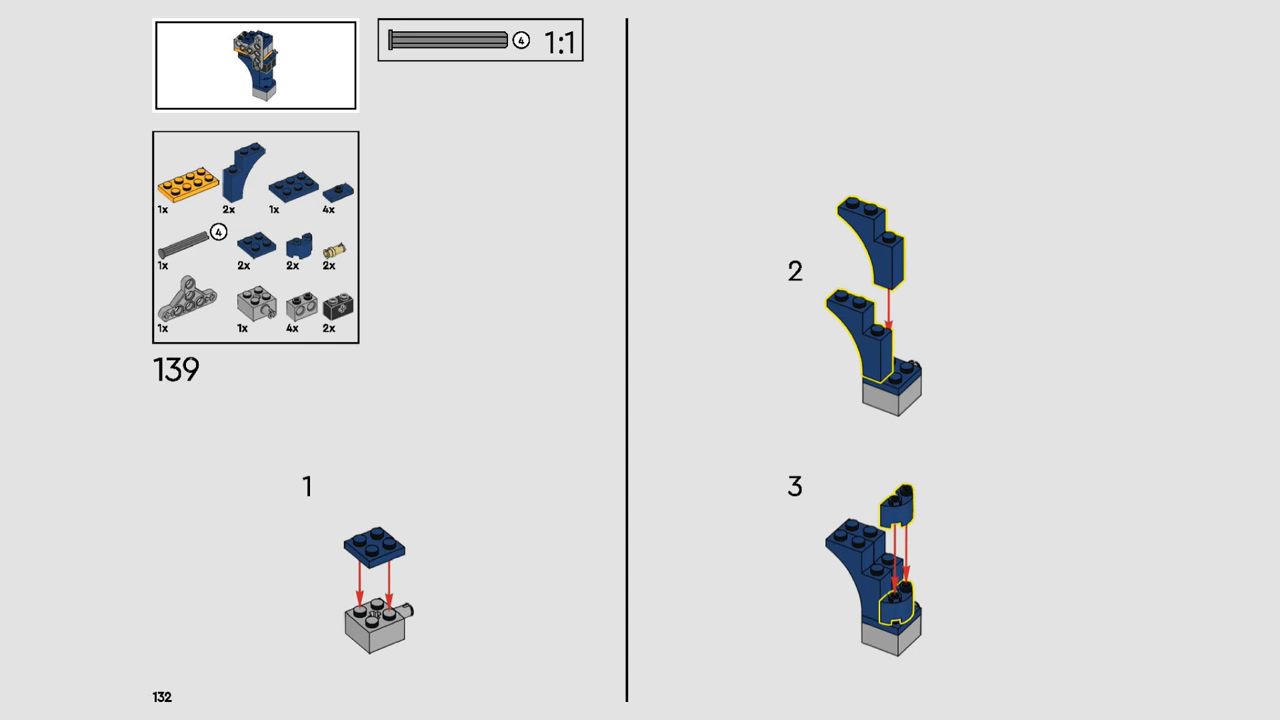 4 1:1
1x 2x 1x 4x
4
1x 2x 2x 2x
1x 1x 4x 2x
139
1
2
3
132